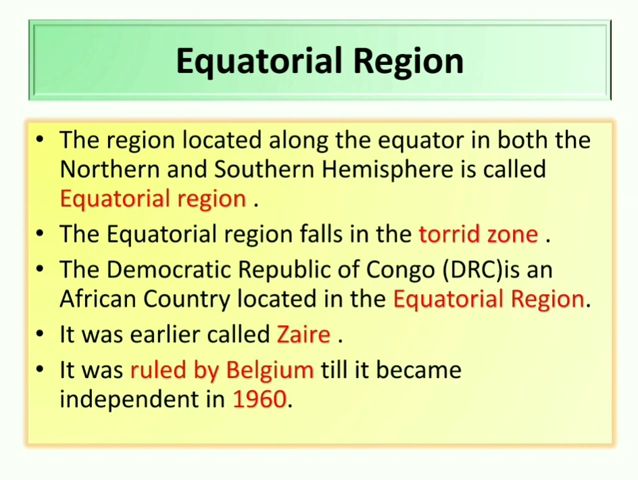 Equatorial Region
• The region located along the equator in both the
Northern and Southern Hemisphere is called
Equatorial region .
• The Equatorial region falls in the torrid zone .
• The Democratic Republic of Congo (DRC)is an
African Country located in the Equatorial Region.
• It was earlier called Zaire .
• It was ruled by Belgium till it became
independent in 1960.